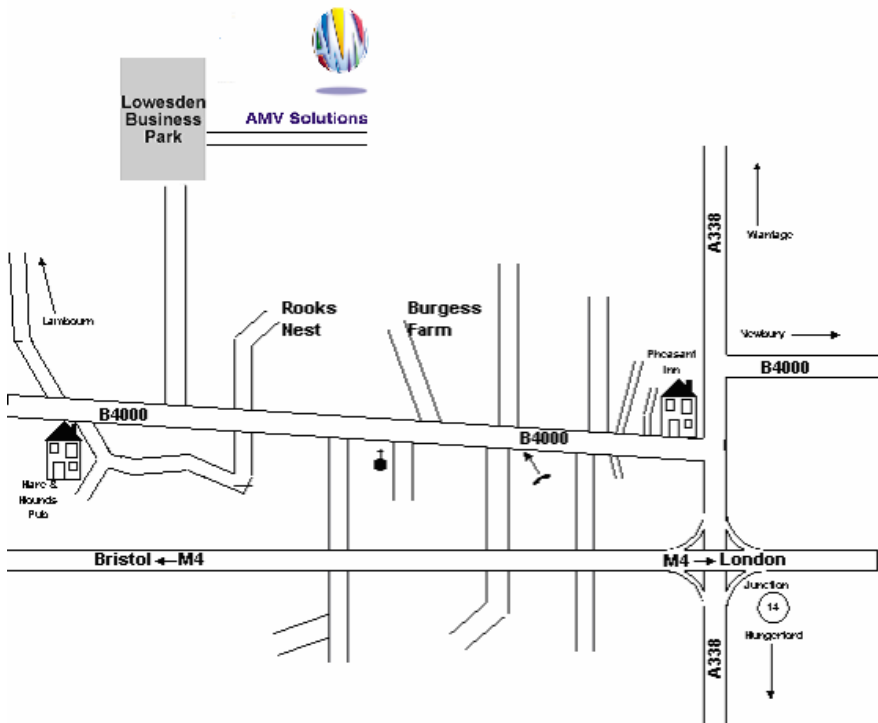 Lowesden
Business
Park
AMV Solutions
A338
Wantage
Lambourn
Rooks
Nest
Burgess
Farm
Newbury
Pheasant
Inn
B4000
B4000
B4000
Hare &
Hounds
Pub
Bristol
M4
M4
London
Junction
14
Hungerford
A338